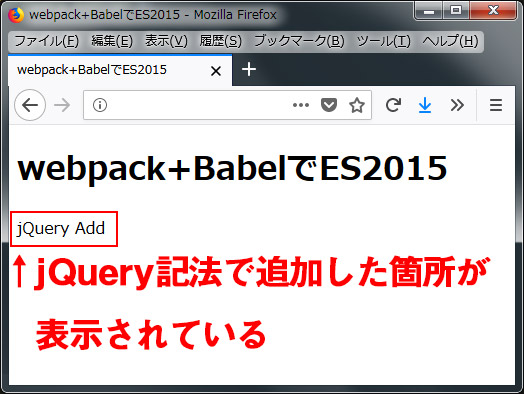 webpack+BabelでES2015 - Mozilla Firefox
ファイル(F) 編集(E) 表示(V) 履歴(S) ブックマーク(B) ツール(T) ヘルプ(H)
webpack+BabelでES2015
webpack+BabelでES2015
jQuery Add
↑jQuery記法で追加した箇所が
表示されている